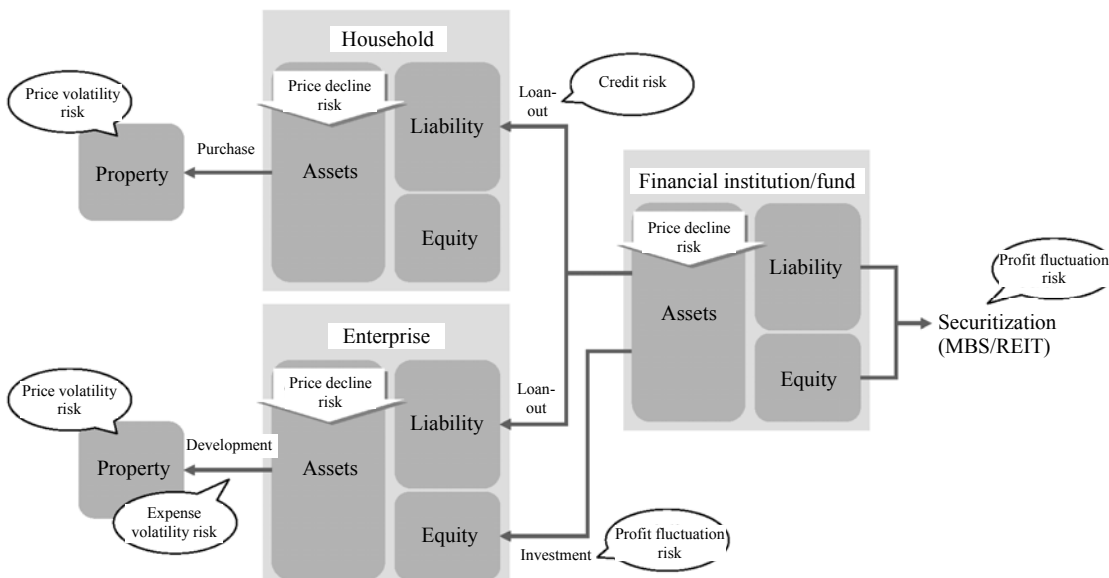 Household
Price decline
risk
Liability
Assets
Equity
Price volatility
risk
Property
Purchase
Loan-
out
Credit risk
Financial institution/fund
Price decline
risk
Liability
Assets
Equity
Profit fluctuation
risk
Securitization
(MBS/REIT)
Enterprise
Price decline
risk
Liability
Assets
Equity
Loan-
out
Price volatility
risk
Property
Development
Expense
volatility risk
Investment
Profit fluctuation
risk